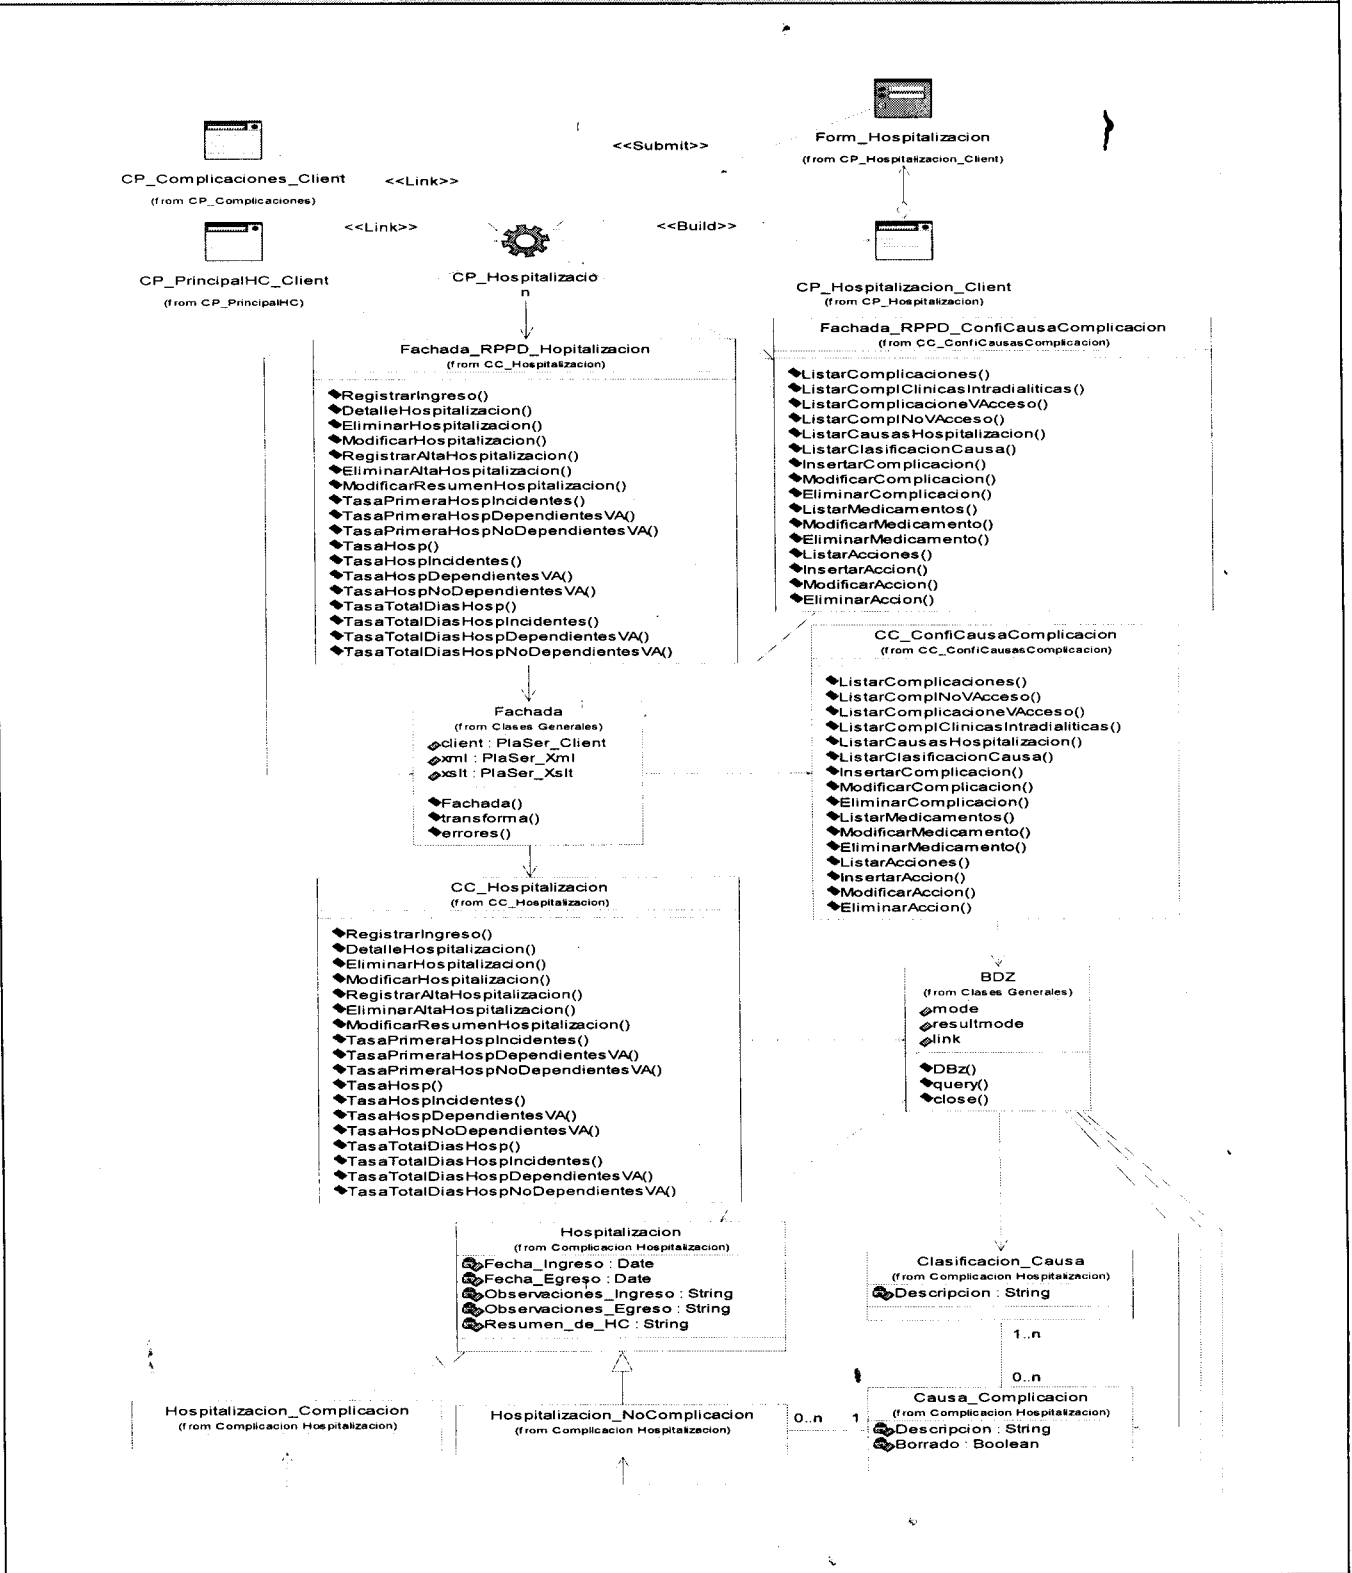 Form_Hospitalizacion
(from CP_Hospitalizacion_Client)
<<Submit>>
CP_Complicaciones_Client
(from CP_Complicaciones)
<<Link>>
<<Link>>
<<Build>>
CP_PrincipalHC_Client
(from CP_PrincipalHC)
CP_Hospitalizació
n
CP_Hospitalizacion_Client
(from CP_Hospitalizacion)
Fachada_RPPD_Hopitalizacion
(from CC_Hospitalizacion)
RegistrarIngreso()
DetalleHospitalizacion()
EliminarHospitalizacion()
ModificarHospitalizacion()
RegistrarAltaHospitalizacion()
EliminarAltaHospitalizacion()
ModificarResumenHospitalizacion()
TasaPrimeraHospIncidentes()
TasaPrimeraHospDependientesVA()
TasaPrimeraHospNoDependientesVA()
TasaHosp()
TasaHospIncidentes()
TasaHospDependientesVA()
TasaHospNoDependientesVA()
TasaTotalDiasHosp()
TasaTotalDiasHospIncidentes()
TasaTotalDiasHospDependientesVA()
TasaTotalDiasHospNoDependientesVA()
Fachada_RPPD_ConfiCausaComplicacion
(from CC_ConfiCausasComplicacion)
ListarComplicaciones()
ListarComplClinicasIntradialiticas()
ListarComplicacioneVAcceso()
ListarComplNoVAcceso()
ListarCausasHospitalizacion()
ListarClasificacionCausa()
InsertarComplicacion()
ModificarComplicacion()
EliminarComplicacion()
ListarMedicamentos()
ModificarMedicamento()
EliminarMedicamento()
ListarAcciones()
InsertarAccion()
ModificarAccion()
EliminarAccion()
Fachada
(from Clases Generales)
client : PlaSer_Client
xml : PlaSer_Xml
xslt : PlaSer_Xslt
Fachada()
transforma()
errores()
CC_ConfiCausaComplicacion
(from CC_ConfiCausasComplicacion)
ListarComplicaciones()
ListarComplNoVAcceso()
ListarComplicacioneVAcceso()
ListarComplClinicasIntradialiticas()
ListarCausasHospitalizacion()
ListarClasificacionCausa()
InsertarComplicacion()
ModificarComplicacion()
EliminarComplicacion()
ListarMedicamentos()
ModificarMedicamento()
EliminarMedicamento()
ListarAcciones()
InsertarAccion()
ModificarAccion()
EliminarAccion()
CC_Hospitalizacion
(from CC_Hospitalizacion)
RegistrarIngreso()
DetalleHospitalizacion()
EliminarHospitalizacion()
ModificarHospitalizacion()
RegistrarAltaHospitalizacion()
EliminarAltaHospitalizacion()
ModificarResumenHospitalizacion()
TasaPrimeraHospIncidentes()
TasaPrimeraHospDependientesVA()
TasaPrimeraHospNoDependientesVA()
TasaHosp()
TasaHospIncidentes()
TasaHospDependientesVA()
TasaHospNoDependientesVA()
TasaTotalDiasHosp()
TasaTotalDiasHospIncidentes()
TasaTotalDiasHospDependientesVA()
TasaTotalDiasHospNoDependientesVA()
BDZ
(from Clases Generales)
mode
resultmode
link
DBz()
query()
close()
Hospitalizacion
(from Complicacion Hospitalizacion)
Fecha_Ingreso : Date
Fecha_Egreso : Date
Observaciones_Ingreso : String
Observaciones_Egreso : String
Resumen_de_HC : String
Clasificacion_Causa
(from Complicacion Hospitalizacion)
Descripcion : String
1..n
0..n
Hospitalizacion_Complicacion
(from Complicacion Hospitalizacion)
Hospitalizacion_NoComplicacion
(from Complicacion Hospitalizacion)
0..n
1
Causa_Complicacion
(from Complicacion Hospitalizacion)
Descripcion : String
Borrado : Boolean